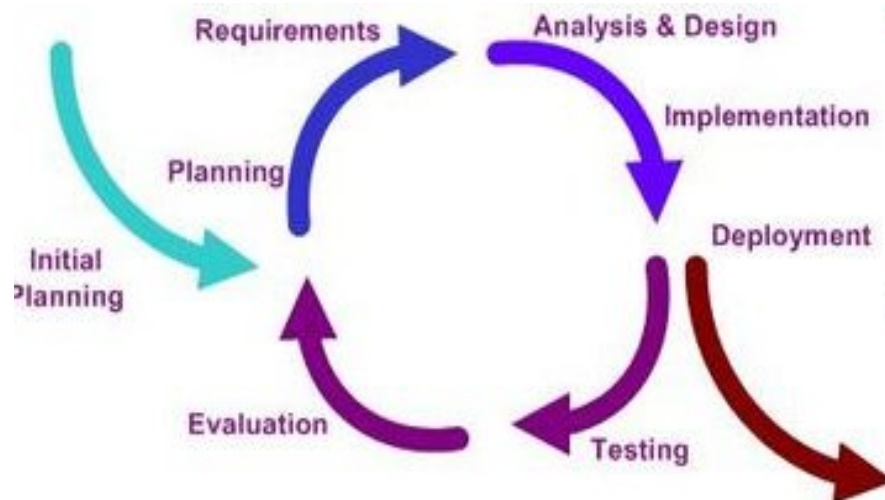 Requirements
Analysis & Design
Implementation
Planning
Deployment
Initial
Planning
Evaluation
Testing